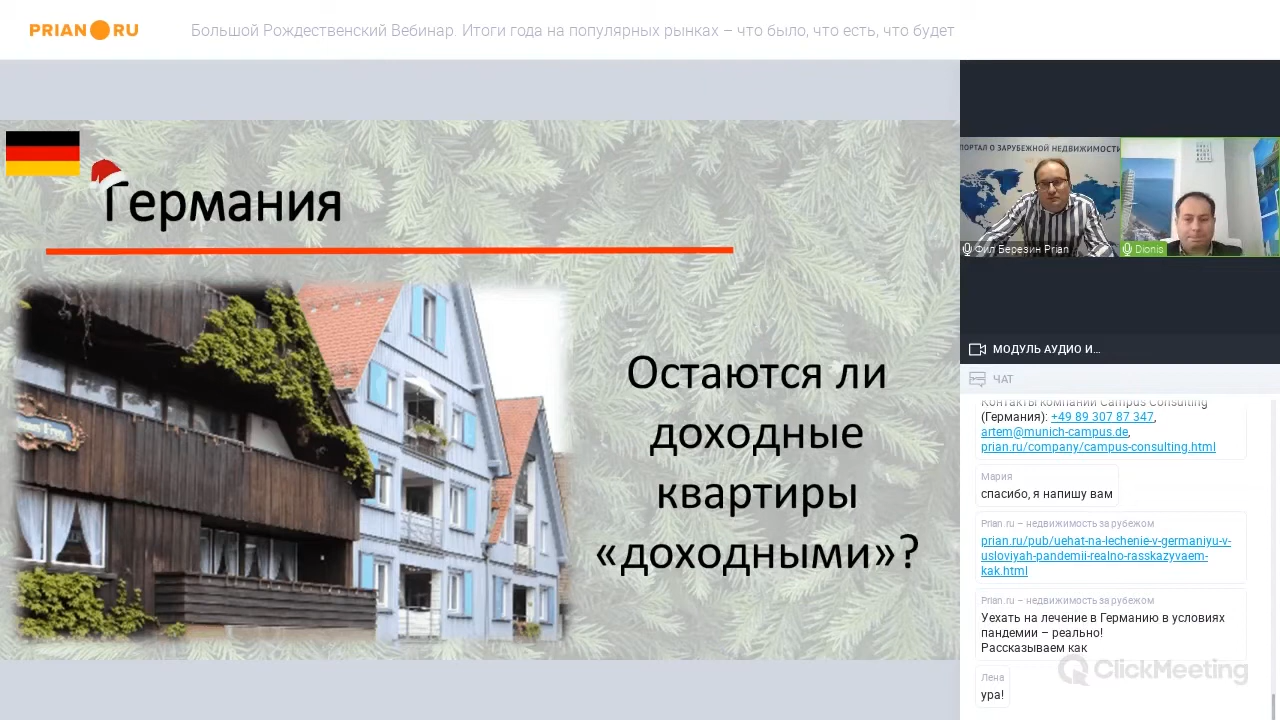 PRIAN RU
Большой Рождественский Вебинар. Итоги года на популярных рынках – что было, что есть, что будет
Германия
Остаются ли
доходные
квартиры
«доходными»?
ПОРТАЛ О ЗАРУБЕЖНОЙ НЕДВИЖИМОСТИ
Фил Березин Prian
Dionis
МОДУЛЬ АУДИО И...
ЧАТ
Контакты компании Campus Consulting
(Германия): +49 89 307 87 347,
artem@munich-campus.de,
prian.ru/company/campus-consulting.html
Мария
спасибо, я напишу вам
Prian.ru – недвижимость за рубежом
prian.ru/pub/uehat-na-lechenie-v-germaniyu-v-
usloviyah-pandemii-realno-rasskazyvaem-
kak.html
Prian.ru – недвижимость за рубежом
Уехать на лечение в Германию в условиях
пандемии – реально!
Рассказываем как
ClickMeeting
Лена
ура!